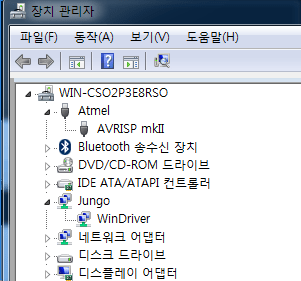 장치 관리자
파일(F) 동작(A) 보기(V) 도움말(H)
WIN-CSO2P3E8RSO
Atmel
AVRISP mkII
Bluetooth 송수신 장치
DVD/CD-ROM 드라이브
IDE ATA/ATAPI 컨트롤러
Jungo
WinDriver
네트워크 어댑터
디스크 드라이브
디스플레이 어댑터